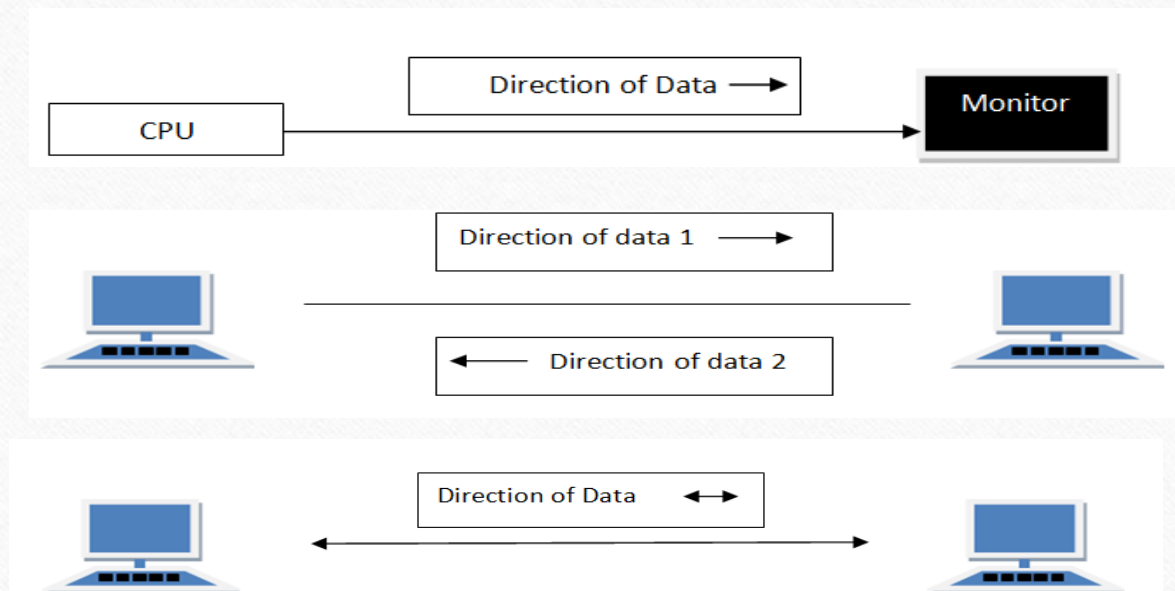 Direction of Data
CPU
Monitor
Direction of data 1
Direction of data 2
Direction of Data